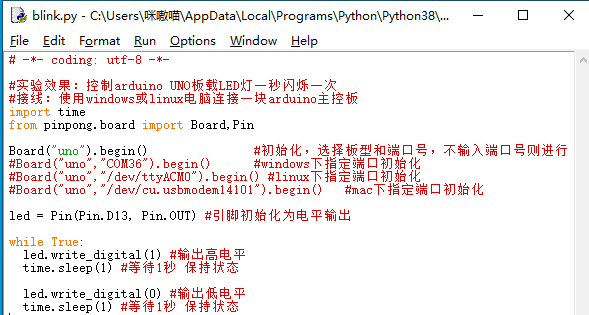 blink.py - C:\Users\咪嗷喵\AppData\Local\Programs\Python\Python38\...
File Edit Format Run Options Window Help
# -*- coding: utf-8 -*-
#实验效果：控制arduino UNO板载LED灯一秒闪烁一次
#接线：使用windows或linux电脑连接一块arduino主控板
import time
from pinpong.board import Board,Pin
Board("uno").begin() #初始化，选择板型和端口号，不输入端口号则进行
#Board("uno","COM36").begin() #windows下指定端口初始化
#Board("uno","/dev/ttyACM0").begin() #linux下指定端口初始化
#Board("uno","/dev/cu.usbmodem14101").begin() #mac下指定端口初始化
led = Pin(Pin.D13, Pin.OUT) #引脚初始化为电平输出
while True:
led.write_digital(1) #输出高电平
time.sleep(1) #等待1秒 保持状态
led.write_digital(0) #输出低电平
time.sleep(1) #等待1秒 保持状态